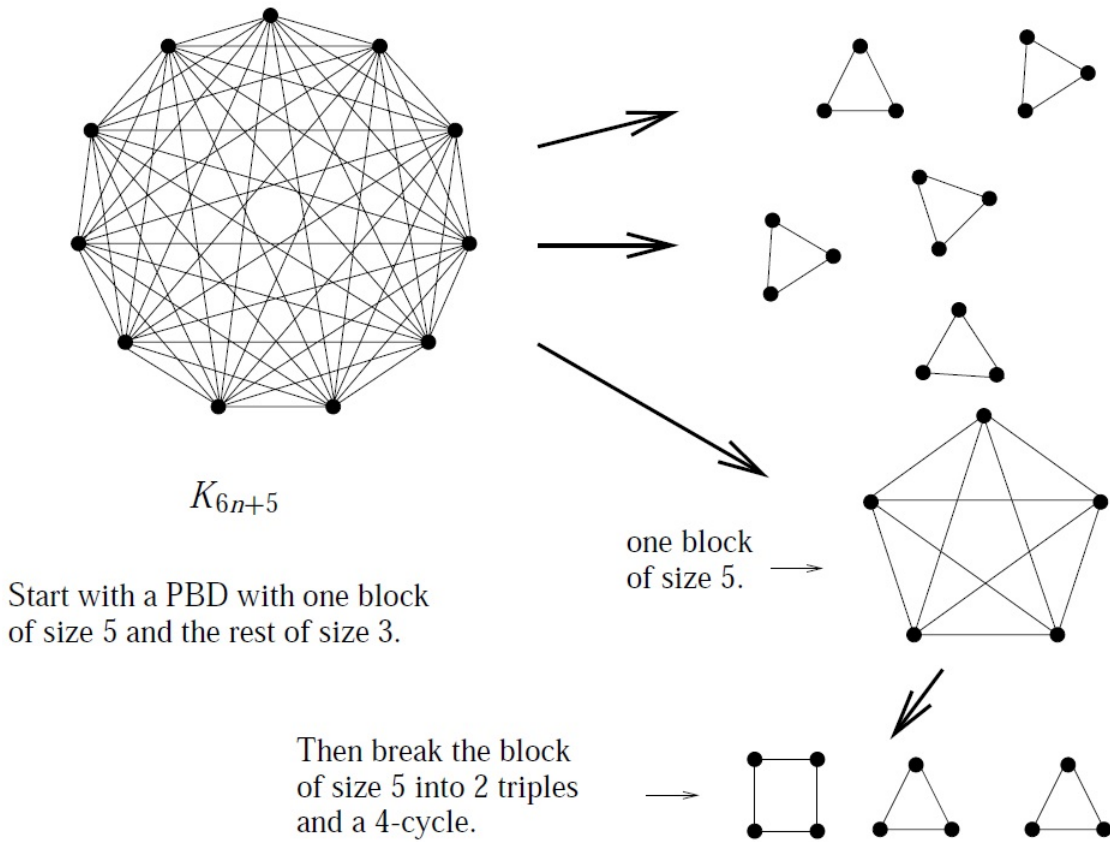 K6n+5
Start with a PBD with one block
of size 5 and the rest of size 3.
one block
of size 5.
Then break the block
of size 5 into 2 triples
and a 4-cycle.